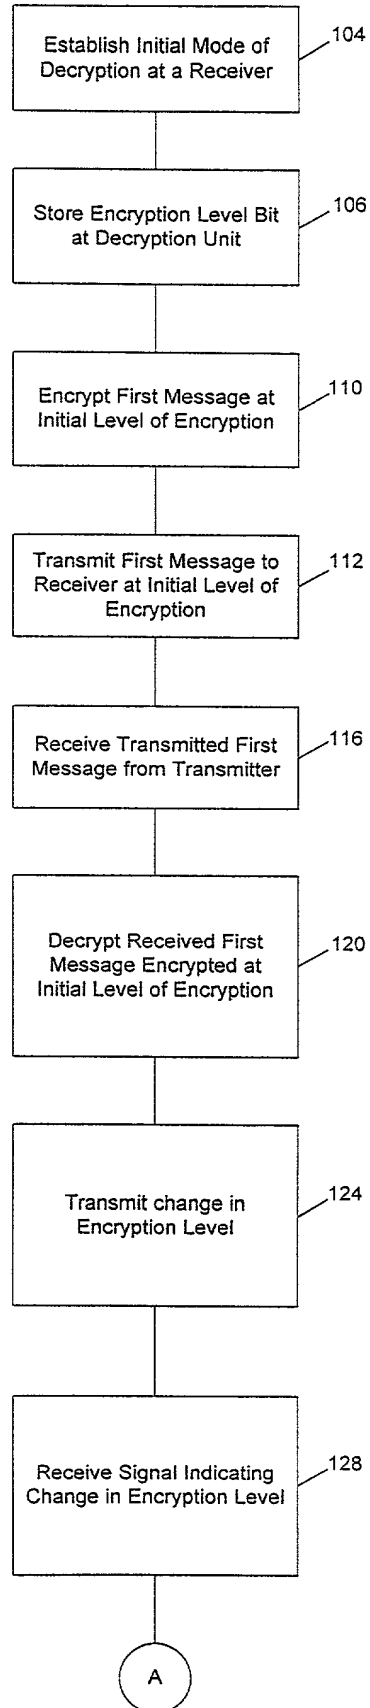 Establish Initial Mode of
Decryption at a Receiver
104
Store Encryption Level Bit
at Decryption Unit
106
Encrypt First Message at
Initial Level of Encryption
110
Transmit First Message to
Receiver at Initial Level of
Encryption
112
Receive Transmitted First
Message from Transmitter
116
Decrypt Received First
Message Encrypted at
Initial Level of Encryption
120
Transmit change in
Encryption Level
124
Receive Signal Indicating
Change in Encryption Level
128
A